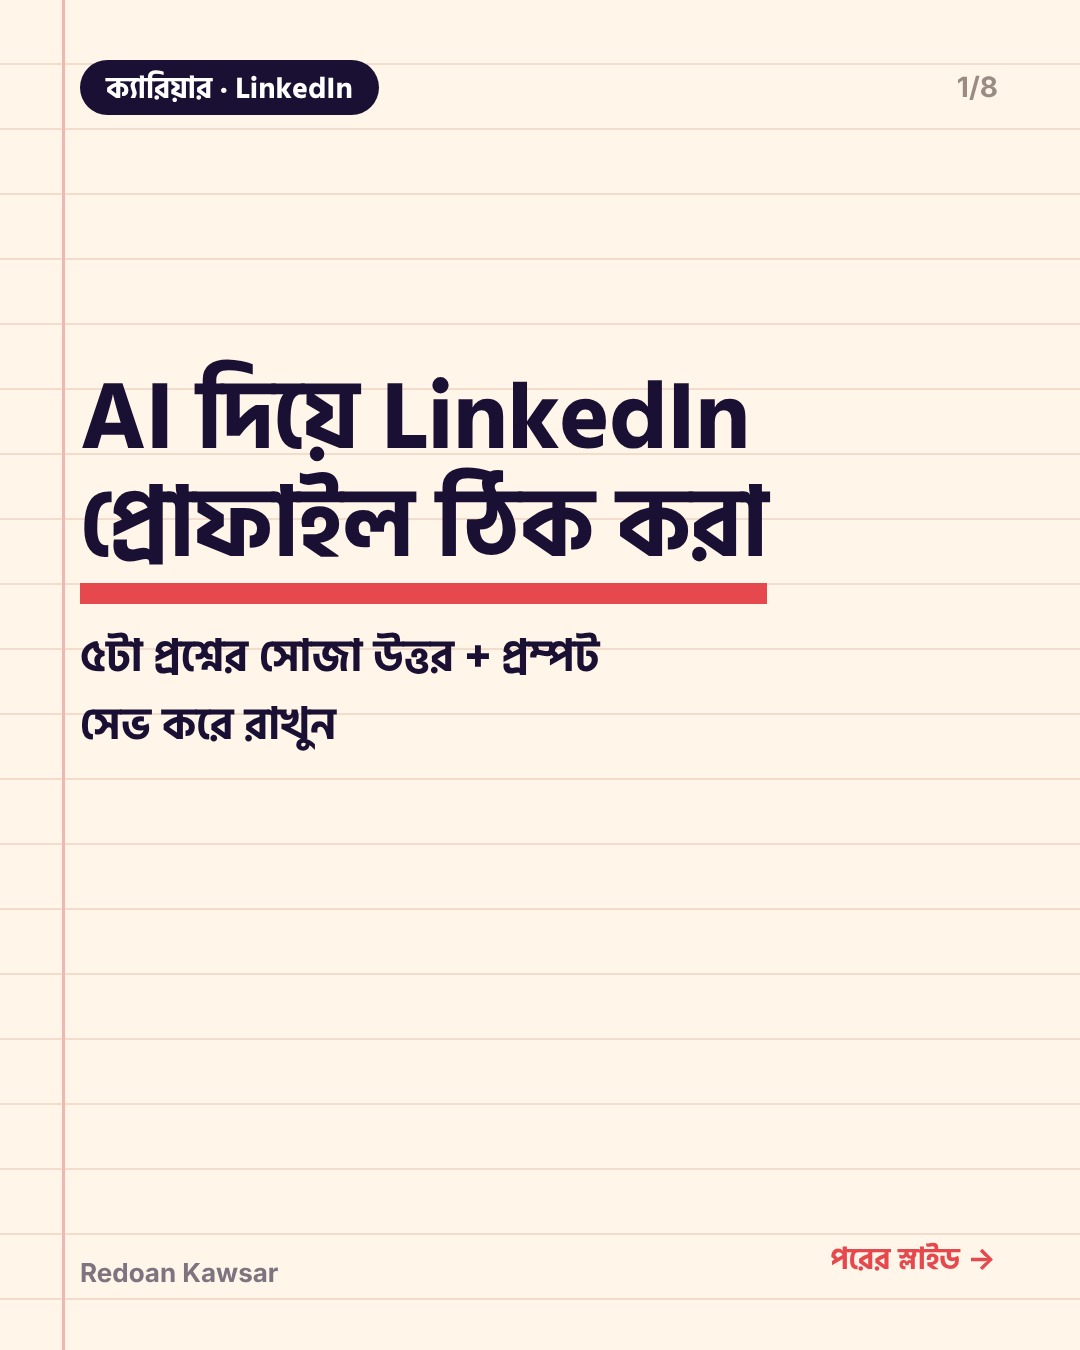 ক্যারিয়ার · LinkedIn
1/8
AI দিয়ে LinkedIn
প্রোফাইল ঠিক করা
৫টা প্রশ্নের সোজা উত্তর + প্রম্পট
সেভ করে রাখুন
Redoan Kawsar
পরের স্লাইড →